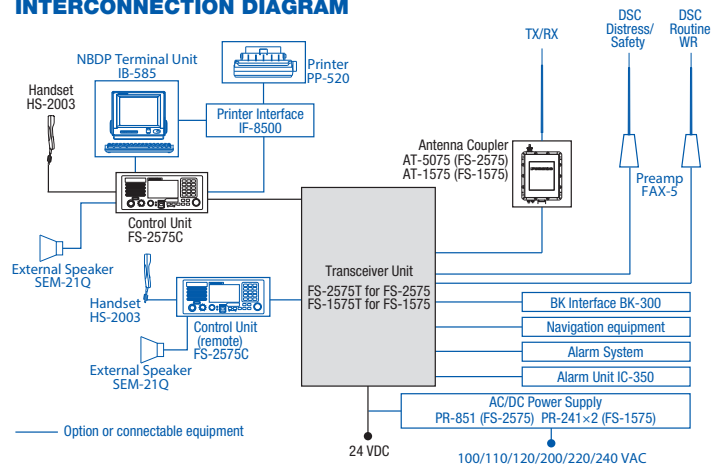 INTERCONNECTION DIAGRAM
DSC
Distress/
Safety
DSC
Routine
WR
TX/RX
NBDP Terminal Unit
IB-585
Printer
PP-520
Handset
HS-2003
Printer Interface
IF-8500
Antenna Coupler
AT-5075 (FS-2575)
AT-1575 (FS-1575)
Preamp
FAX-5
Control Unit
FS-2575C
External Speaker
SEM-21Q
Transceiver Unit
FS-2575T for FS-2575
FS-1575T for FS-1575
Handset
HS-2003
Control Unit
(remote)
FS-2575C
External Speaker
SEM-21Q
BK Interface BK-300
Navigation equipment
Alarm System
Alarm Unit IC-350
AC/DC Power Supply
PR-851 (FS-2575) PR-241×2 (FS-1575)
Option or connectable equipment
24 VDC
100/110/120/200/220/240 VAC